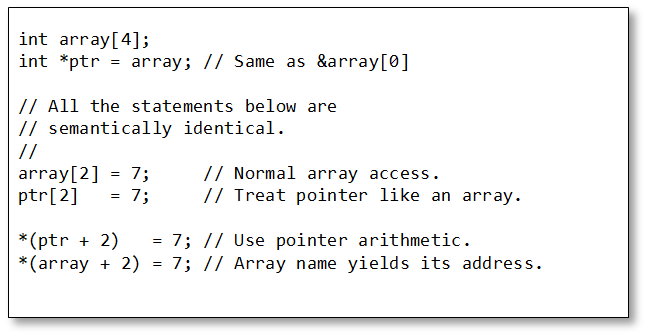 int array[4];
int *ptr = array; // Same as &array[0]
// All the statements below are
// semantically identical.
//
array[2] = 7;     // Normal array access.
ptr[2]   = 7;     // Treat pointer like an array.
*(ptr + 2)   = 7; // Use pointer arithmetic.
*(array + 2) = 7; // Array name yields its address.